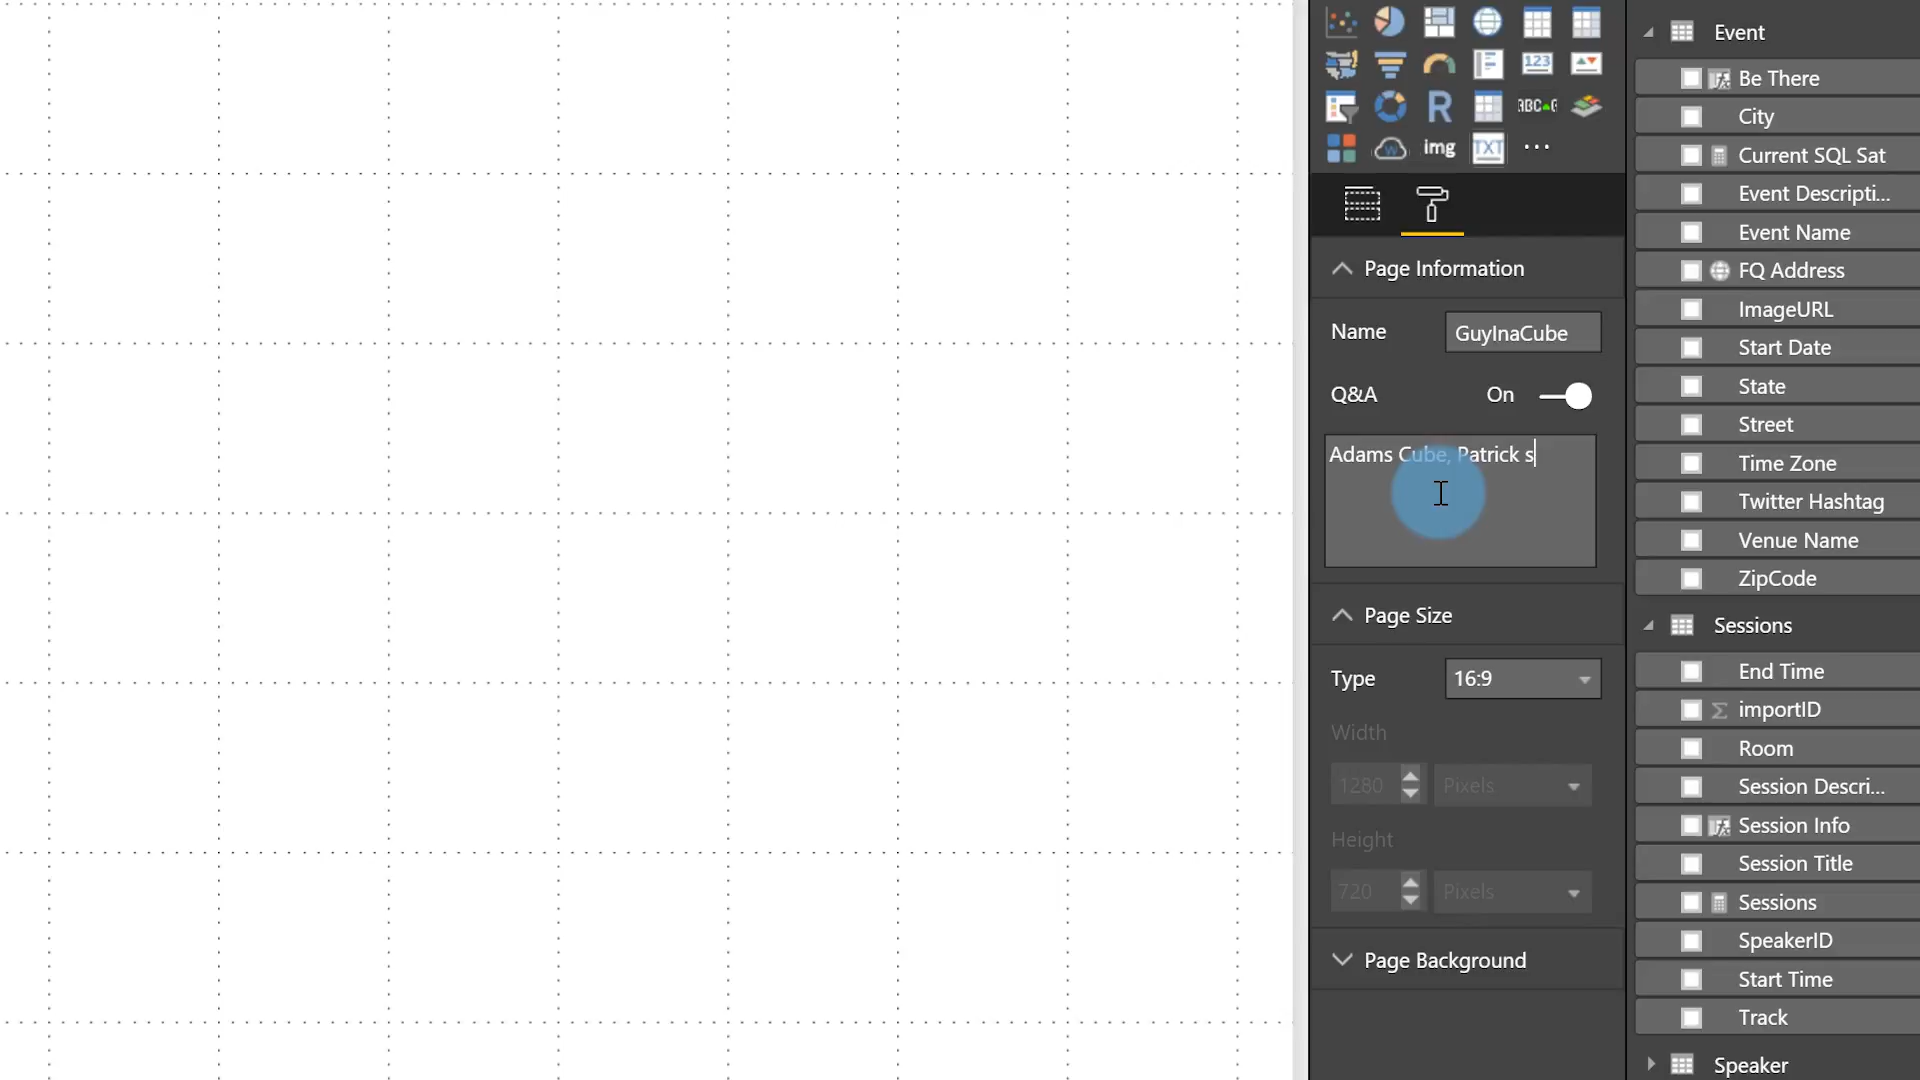 123
R
ABC
W
img
TXT
Page Information
Name
GuyInaCube
Q&A
On
Adams Cube, Patrick s
Page Size
Type
16:9
Width
1280
Pixels
Height
720
Pixels
Page Background
Event
Be There
City
Current SQL Sat
Event Descripti...
Event Name
FQ Address
ImageURL
Start Date
State
Street
Time Zone
Twitter Hashtag
Venue Name
ZipCode
Sessions
End Time
importID
Room
Session Descri...
Session Info
Session Title
Sessions
SpeakerID
Start Time
Track
Speaker